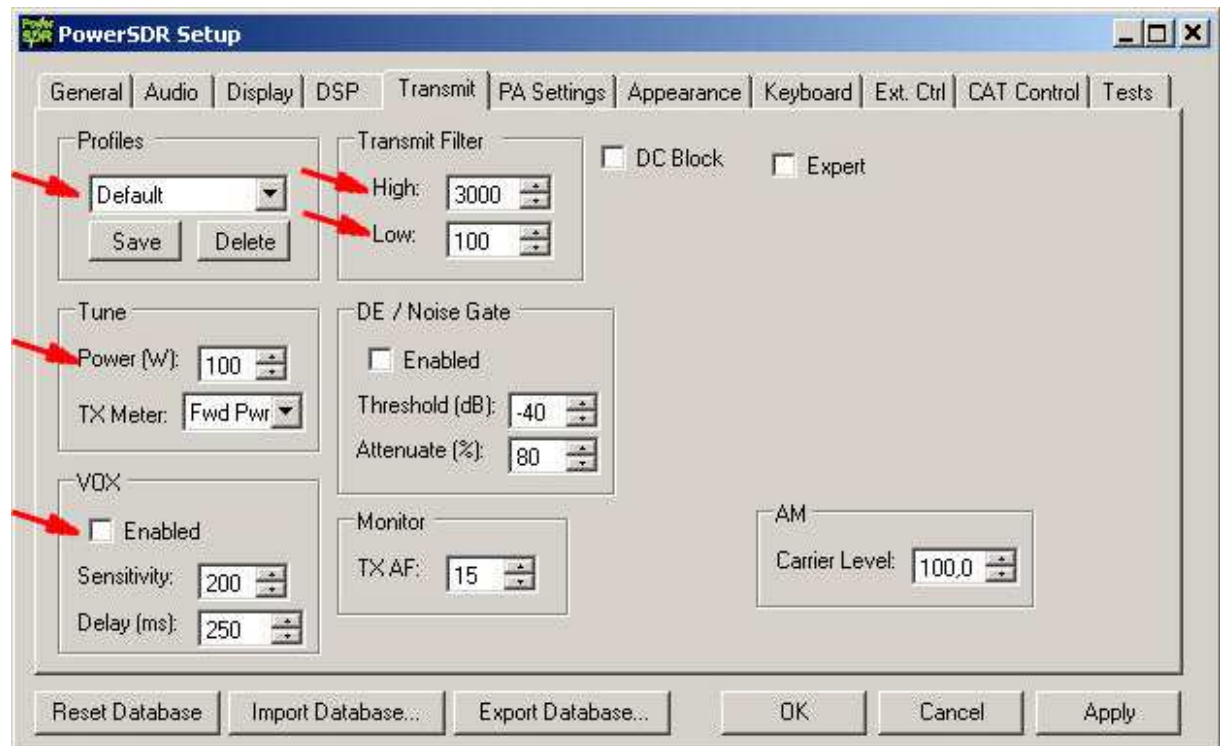 Power SDR PowerSDR Setup
General Audio Display DSP Transmit PA Settings Appearance Keyboard Ext. Ctrl CAT Control Tests
Profiles
Default
Save Delete
Transmit Filter
High: 3000
Low: 100
DC Block
Expert
Tune
Power (W): 100
TX Meter: Fwd Pwr
DE / Noise Gate
Enabled
Threshold (dB): -40
Attenuate (%): 80
VOX
Enabled
Sensitivity: 200
Delay (ms): 250
Monitor
TX AF: 15
AM
Carrier Level: 100,0
Reset Database Import Database... Export Database... OK Cancel Apply